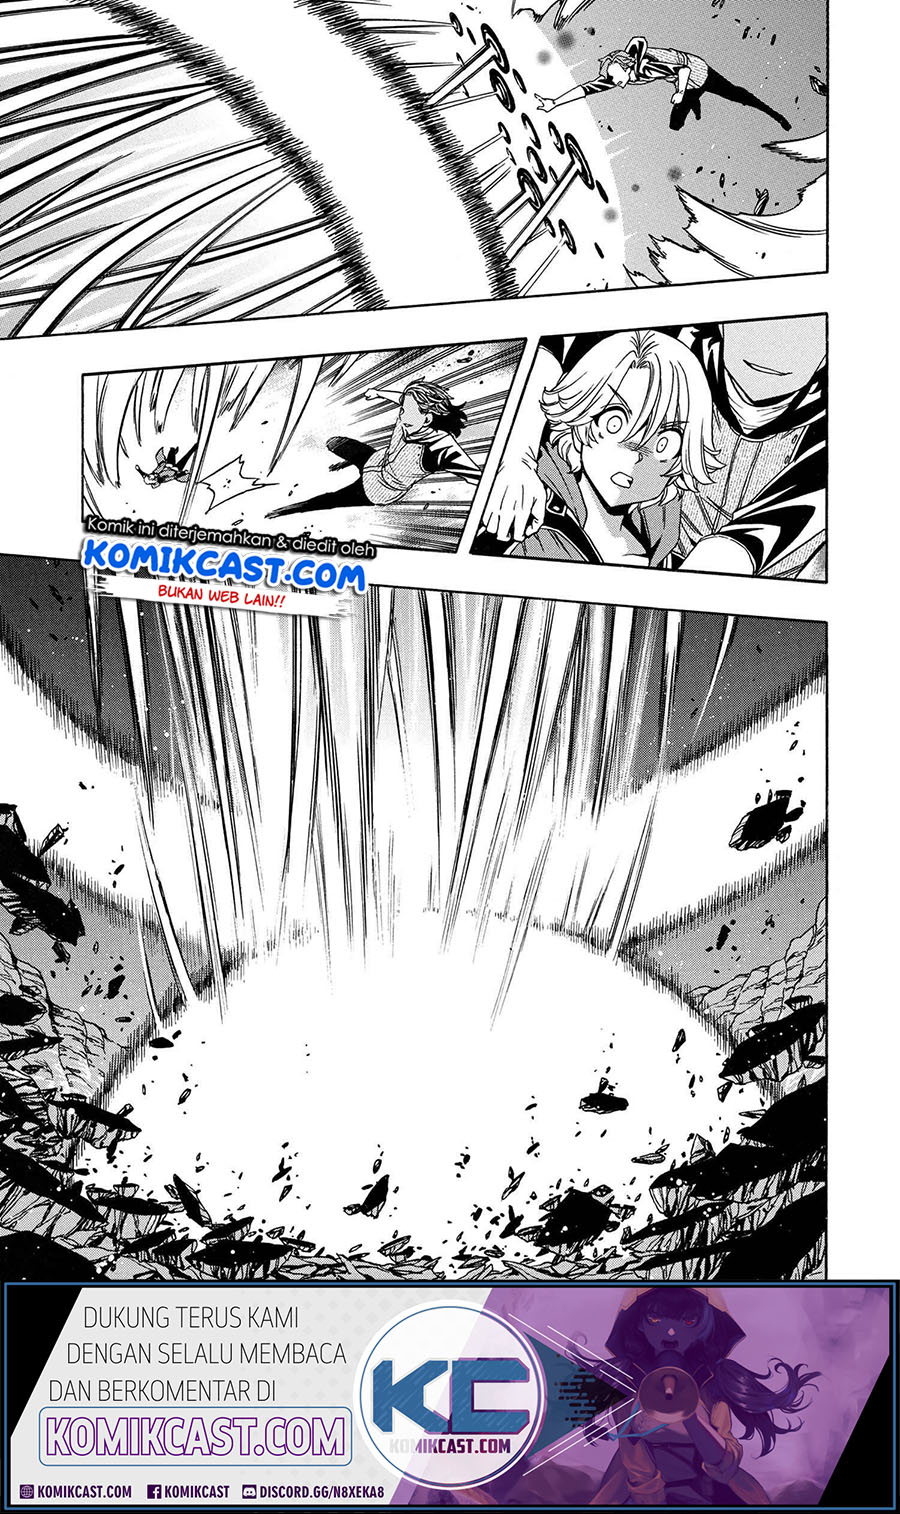 Komik ini diterjemahkan & diedit oleh
KOMIKCAST.COM
BUKAN WEB LAIN!!
DUKUNG TERUS KAMI
DENGAN SELALU MEMBACA
DAN BERKOMENTAR DI
KOMIKCAST.COM
KC
KOMIKCAST.COM
KOMIKCAST.COM KOMIKCAST DISCORD.GG/N8XEKA8